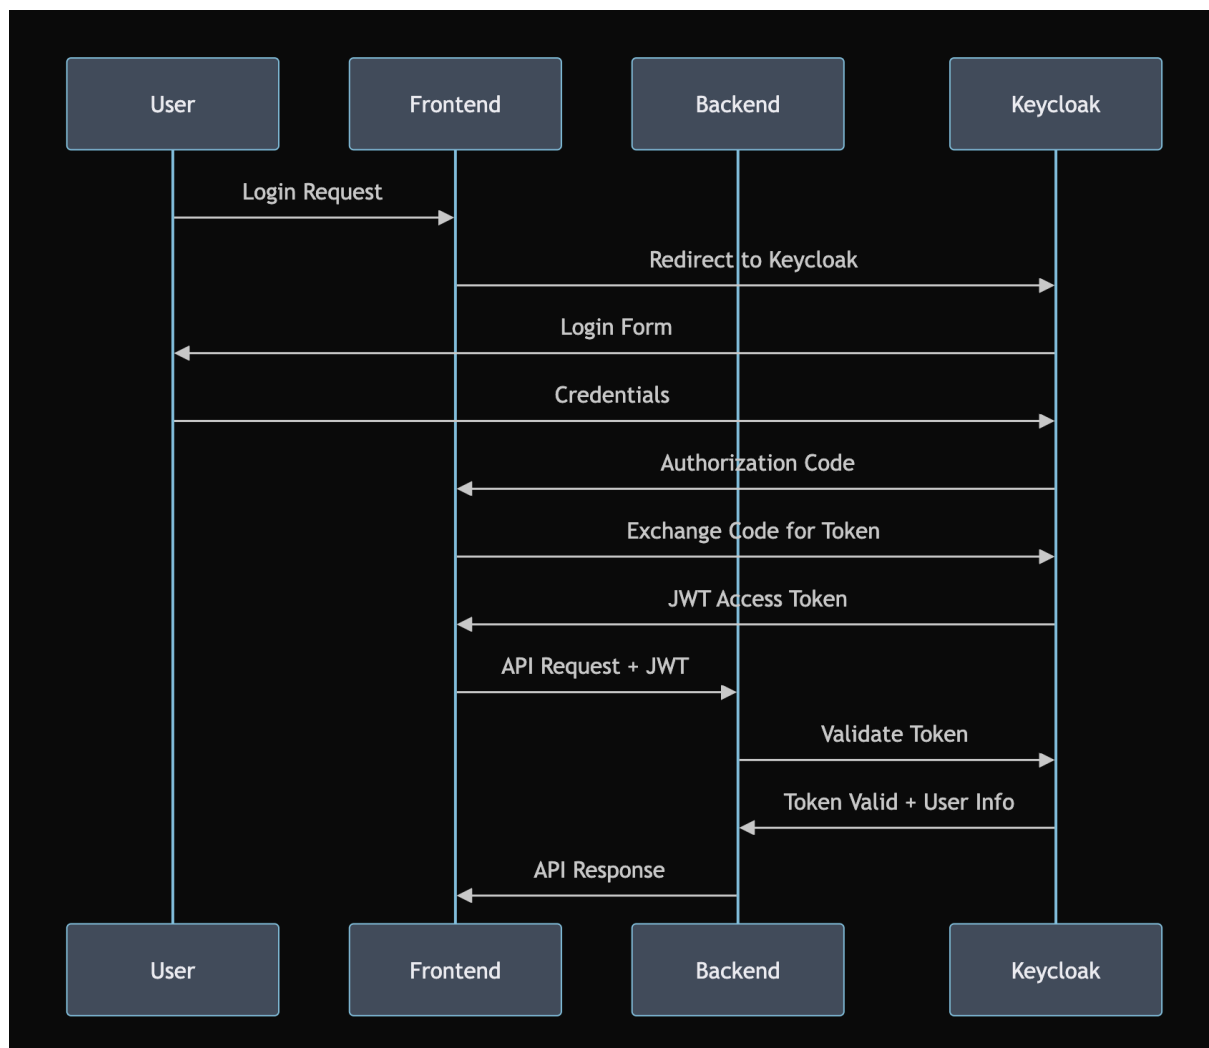 User
Frontend
Backend
Keycloak
Login Request
Redirect to Keycloak
Login Form
Credentials
Authorization Code
Exchange Code for Token
JWT Access Token
API Request + JWT
Validate Token
Token Valid + User Info
API Response
User
Frontend
Backend
Keycloak